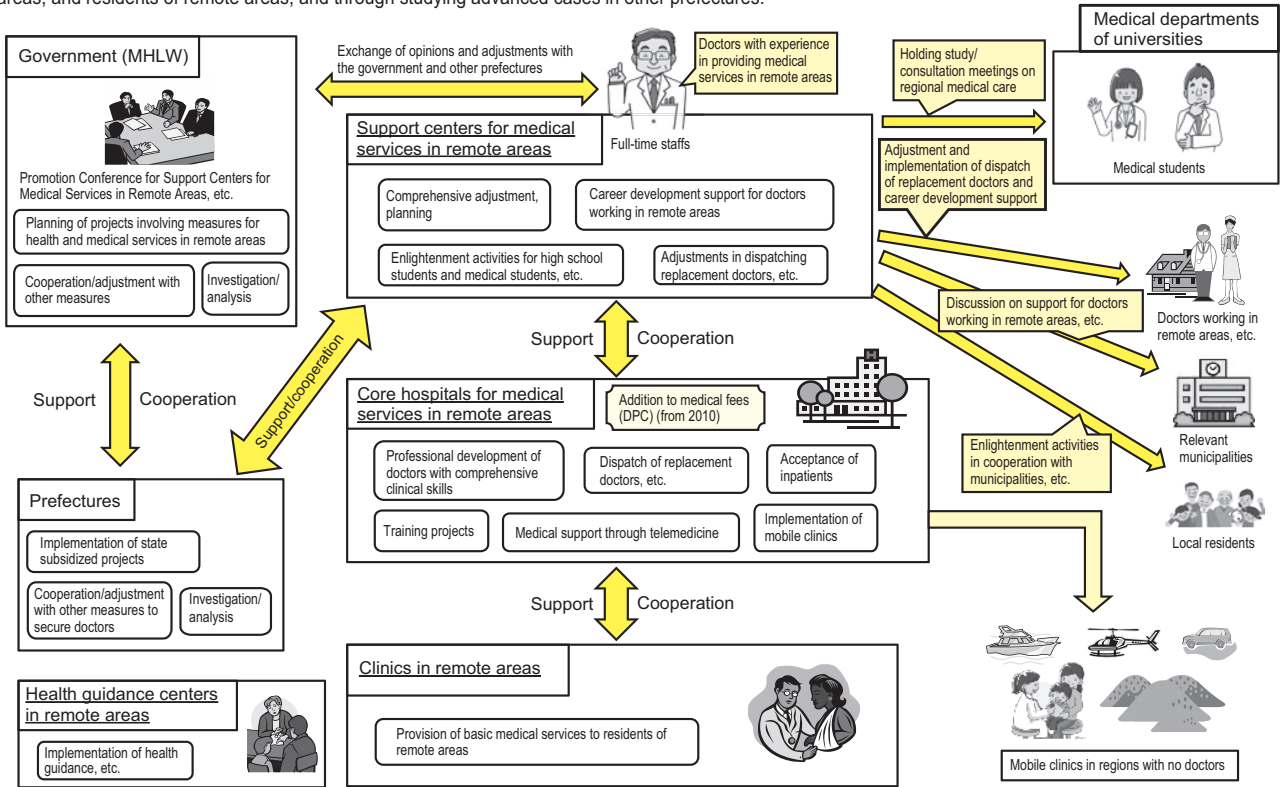 areas, and residents of remote areas, and through studying advanced cases in other prefectures.
Government (MHLW)
Promotion Conference for Support Centers for
Medical Services in Remote Areas, etc.
Planning of projects involving measures for
health and medical services in remote areas
Cooperation/adjustment with
other measures
Investigation/
analysis
Exchange of opinions and adjustments with
the government and other prefectures
Doctors with experience
in providing medical
services in remote areas
Full-time staffs
Support centers for medical
services in remote areas
Comprehensive adjustment,
planning
Career development support for doctors
working in remote areas
Enlightenment activities for high school
students and medical students, etc.
Adjustments in dispatching
replacement doctors, etc.
Holding study/
consultation meetings on
regional medical care
Medical departments
of universities
Medical students
Adjustment and
implementation of dispatch
of replacement doctors and
career development support
Doctors working in
remote areas, etc.
Discussion on support for doctors
working in remote areas, etc.
Relevant
municipalities
Enlightenment activities
in cooperation with
municipalities, etc.
Local residents
Support
Cooperation
Support/cooperation
Support
Cooperation
Core hospitals for medical
services in remote areas
Addition to medical fees
(DPC) (from 2010)
H
Professional development of
doctors with comprehensive
clinical skills
Dispatch of replacement
doctors, etc.
Acceptance of
inpatients
Training projects
Medical support through telemedicine
Implementation of
mobile clinics
Prefectures
Implementation of state
subsidized projects
Cooperation/adjustment
with other measures to
secure doctors
Investigation/
analysis
Support
Cooperation
Health guidance centers
in remote areas
Implementation of health
guidance, etc.
Clinics in remote areas
Provision of basic medical services to residents of
remote areas
Mobile clinics in regions with no doctors